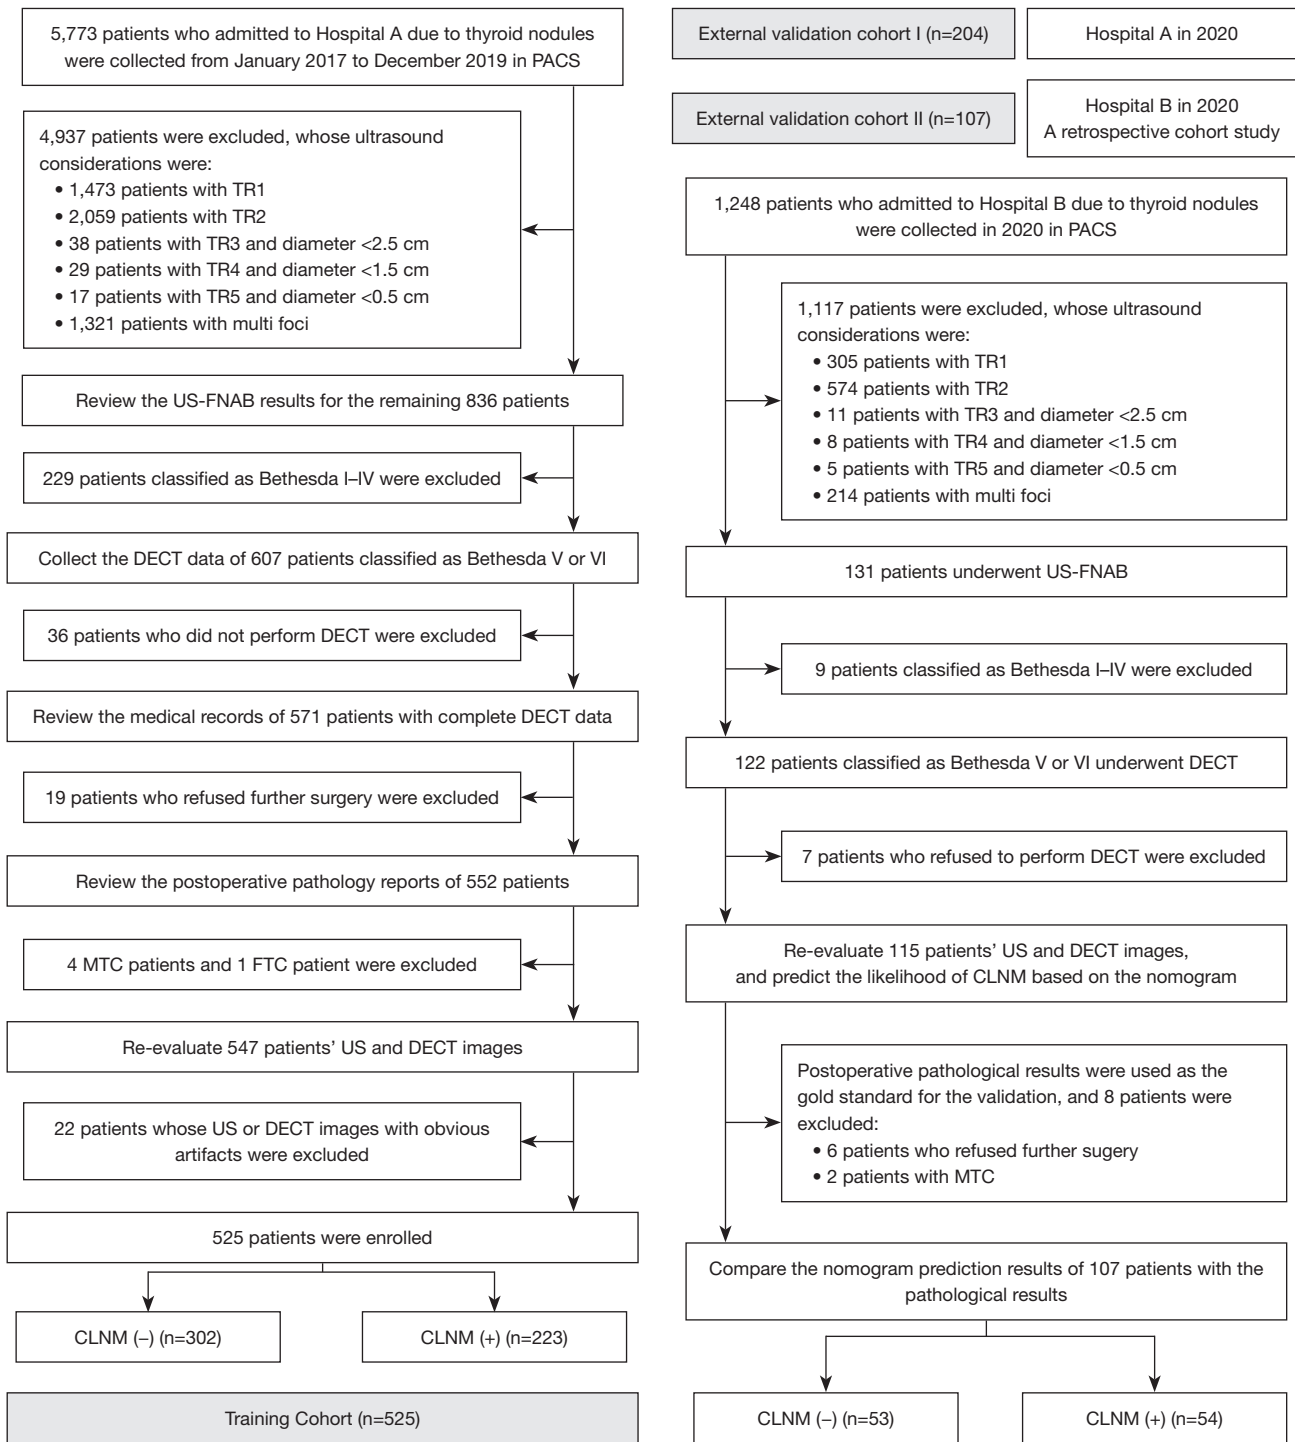 5,773 patients who admitted to Hospital A due to thyroid nodules
were collected from January 2017 to December 2019 in PACS
4,937 patients were excluded, whose ultrasound
considerations were:
• 1,473 patients with TR1
• 2,059 patients with TR2
• 38 patients with TR3 and diameter <2.5 cm
• 29 patients with TR4 and diameter <1.5 cm
• 17 patients with TR5 and diameter <0.5 cm
• 1,321 patients with multi foci
Review the US-FNAB results for the remaining 836 patients
229 patients classified as Bethesda I–IV were excluded
Collect the DECT data of 607 patients classified as Bethesda V or VI
36 patients who did not perform DECT were excluded
Review the medical records of 571 patients with complete DECT data
19 patients who refused further surgery were excluded
Review the postoperative pathology reports of 552 patients
4 MTC patients and 1 FTC patient were excluded
Re-evaluate 547 patients’ US and DECT images
22 patients whose US or DECT images with obvious
artifacts were excluded
525 patients were enrolled
CLNM (–) (n=302)
CLNM (+) (n=223)
Training Cohort (n=525)
External validation cohort I (n=204)
Hospital A in 2020
External validation cohort II (n=107)
Hospital B in 2020
A retrospective cohort study
1,248 patients who admitted to Hospital B due to thyroid nodules
were collected in 2020 in PACS
1,117 patients were excluded, whose ultrasound
considerations were:
• 305 patients with TR1
• 574 patients with TR2
• 11 patients with TR3 and diameter <2.5 cm
• 8 patients with TR4 and diameter <1.5 cm
• 5 patients with TR5 and diameter <0.5 cm
• 214 patients with multi foci
131 patients underwent US-FNAB
9 patients classified as Bethesda I–IV were excluded
122 patients classified as Bethesda V or VI underwent DECT
7 patients who refused to perform DECT were excluded
Re-evaluate 115 patients’ US and DECT images,
and predict the likelihood of CLNM based on the nomogram
Postoperative pathological results were used as the
gold standard for the validation, and 8 patients were
excluded:
• 6 patients who refused further sugery
• 2 patients with MTC
Compare the nomogram prediction results of 107 patients with the
pathological results
CLNM (–) (n=53)
CLNM (+) (n=54)